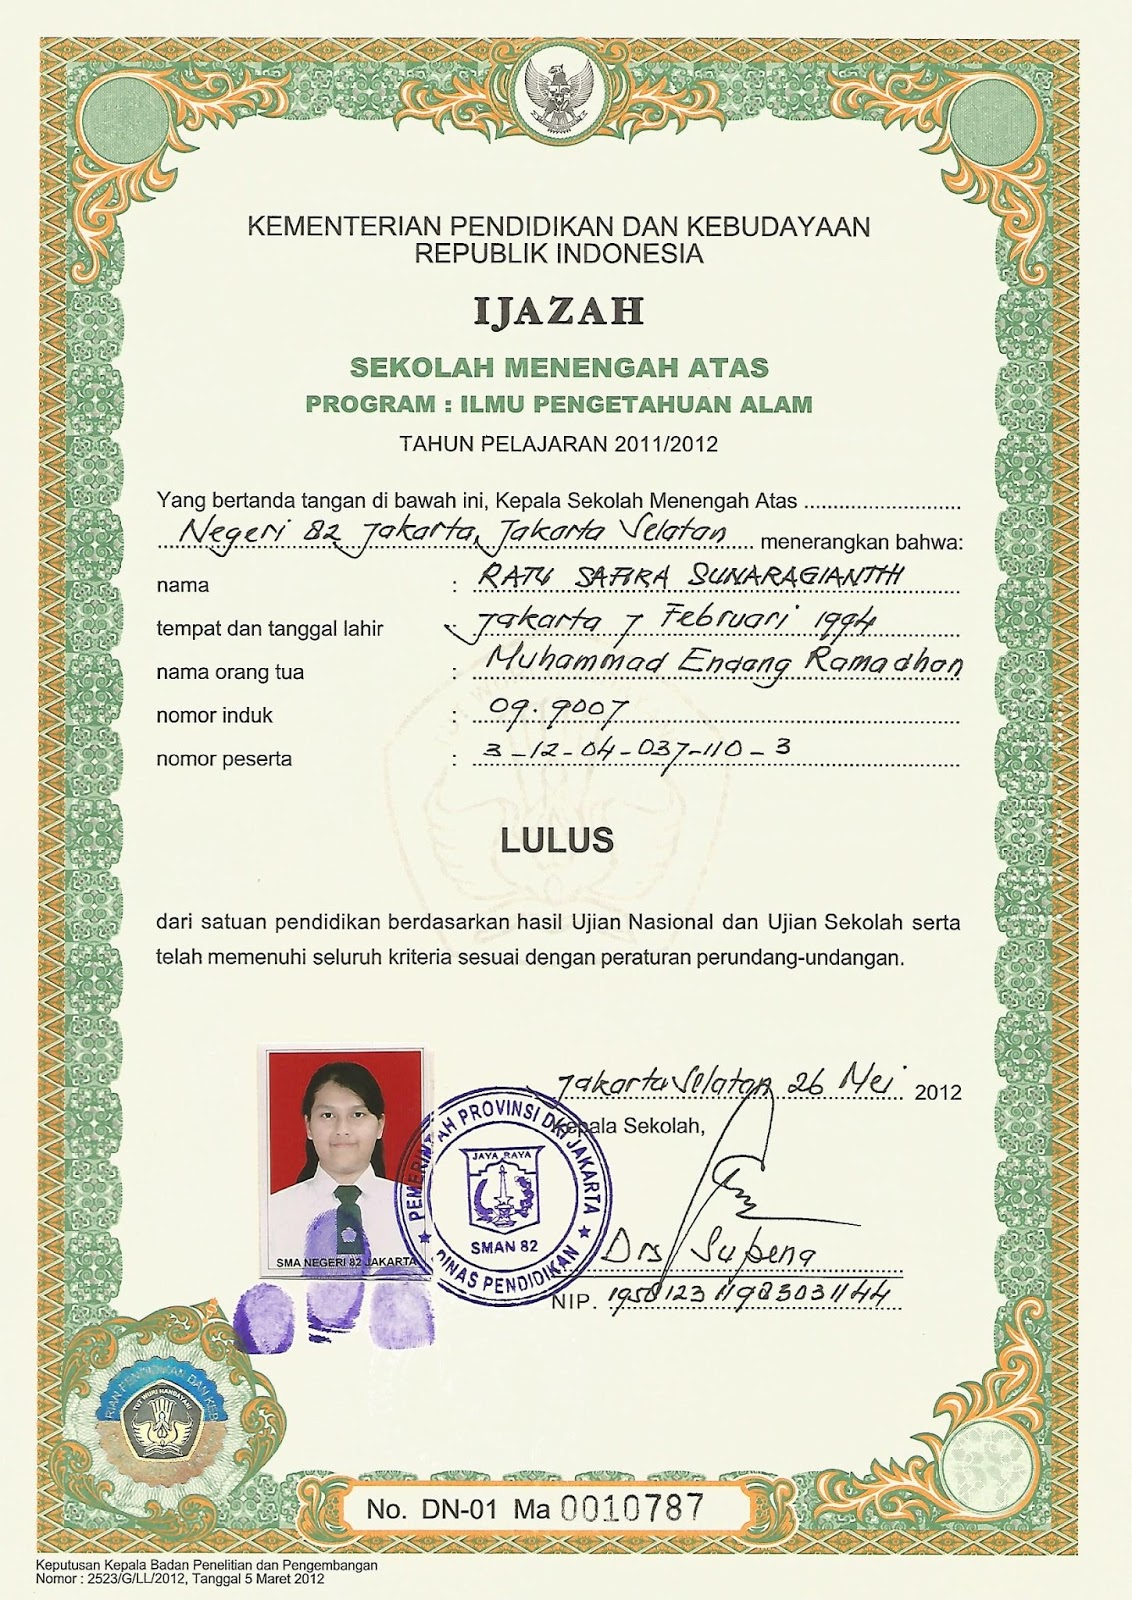 KEMENTERIAN PENDIDIKAN DAN KEBUDAYAAN
REPUBLIK INDONESIA
IJAZAH
SEKOLAH MENENGAH ATAS
PROGRAM : ILMU PENGETAHUAN ALAM
TAHUN PELAJARAN 2011/2012
Yang bertanda tangan di bawah ini, Kepala Sekolah Menengah Atas
Negeri 82 Jakarta, Jakarta Selatan menerangkan bahwa:
nama : RATU SAFIRA SUNARAGIANTIH
tempat dan tanggal lahir : Jakarta 7 Februari 1994
nama orang tua : Muhammad Endang Ramadhon
nomor induk : 09.9007
nomor peserta : 3-12-04-037-110-3
LULUS
dari satuan pendidikan berdasarkan hasil Ujian Nasional dan Ujian Sekolah serta
telah memenuhi seluruh kriteria sesuai dengan peraturan perundang-undangan.
Jakarta Selatan 26 Mei 2012
Kepala Sekolah,
PEMERINTAH PROVINSI DKI JAKARTA
JAYA RAYA
SMAN 82
DINAS PENDIDIKAN
SMA NEGERI 82 JAKARTA
Drs Supena
NIP. 195812311983031144
TUT WURI HANDAYANI
No. DN-01 Ma 0010787
Keputusan Kepala Badan Penelitian dan Pengembangan
Nomor : 2523/G/LL/2012, Tanggal 5 Maret 2012